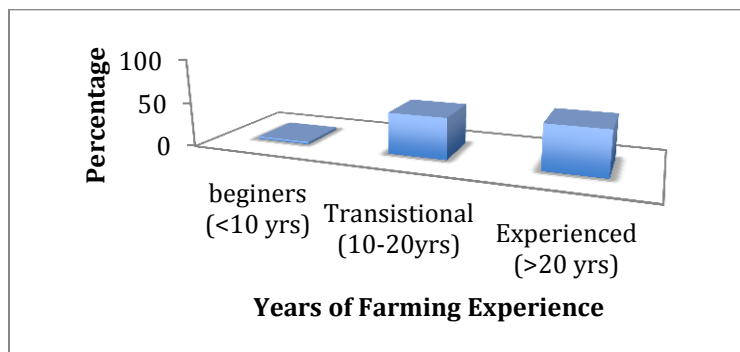 100
50
0
Percentage
beginers
(<10 yrs)
Transistional
(10-20yrs)
Experienced
(>20 yrs)
Years of Farming Experience